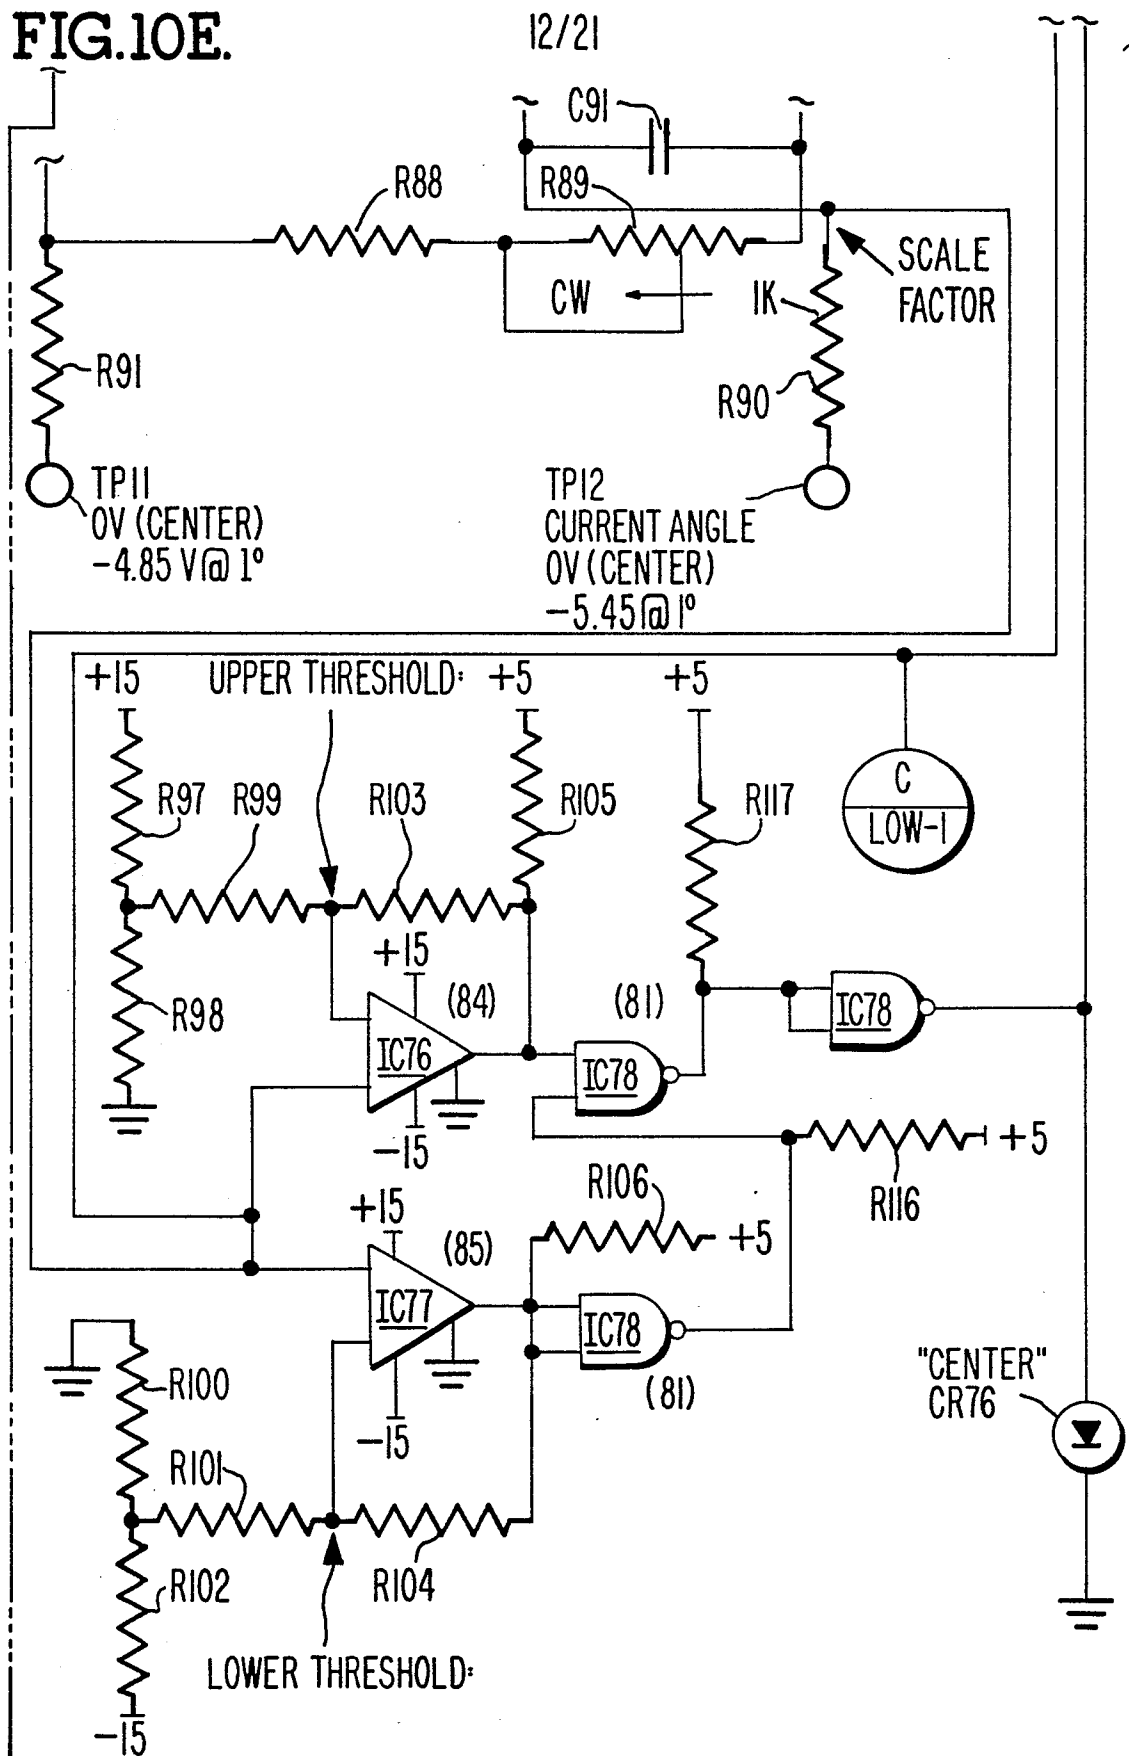 FIG.10E.
12/21
C91
R88
R89
SCALE
FACTOR
CW
1K
R91
R90
TP11
0V (CENTER)
-4.85 V@ 1°
TP12
CURRENT ANGLE
0V (CENTER)
-5.45@1°
+15
UPPER THRESHOLD:
+5
+5
R97
R99
R103
R105
R117
C
LOW-1
+15
(84)
(81)
R98
IC76
IC78
IC78
-15
+5
R116
R106
+15
(85)
+5
IC77
IC78
(81)
-15
R100
"CENTER"
CR76
R101
R102
R104
LOWER THRESHOLD:
-15